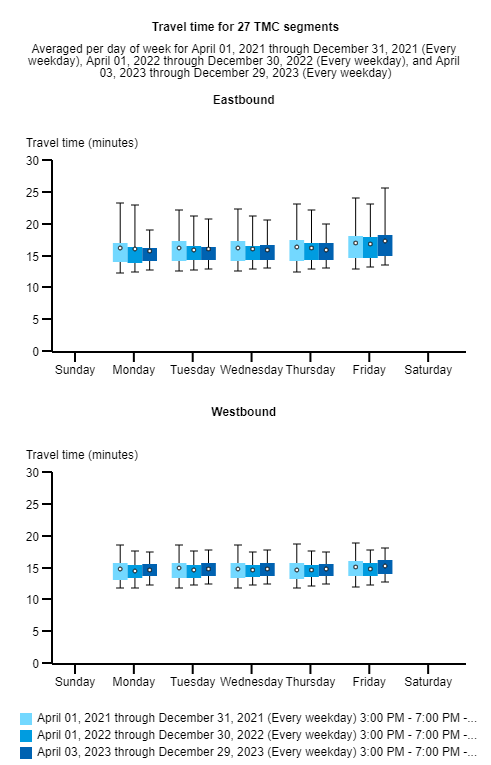 Travel time for 27 TMC segments
Averaged per day of week for April 01, 2021 through December 31, 2021 (Every
weekday), April 01, 2022 through December 30, 2022 (Every weekday), and April
03, 2023 through December 29, 2023 (Every weekday)
Eastbound
Travel time (minutes)
30
25
20
15
10
5
0
Sunday Monday Tuesday Wednesday Thursday Friday Saturday
Westbound
Travel time (minutes)
30
25
20
15
10
5
0
Sunday Monday Tuesday Wednesday Thursday Friday Saturday
April 01, 2021 through December 31, 2021 (Every weekday) 3:00 PM - 7:00 PM -...
April 01, 2022 through December 30, 2022 (Every weekday) 3:00 PM - 7:00 PM -...
April 03, 2023 through December 29, 2023 (Every weekday) 3:00 PM - 7:00 PM -...